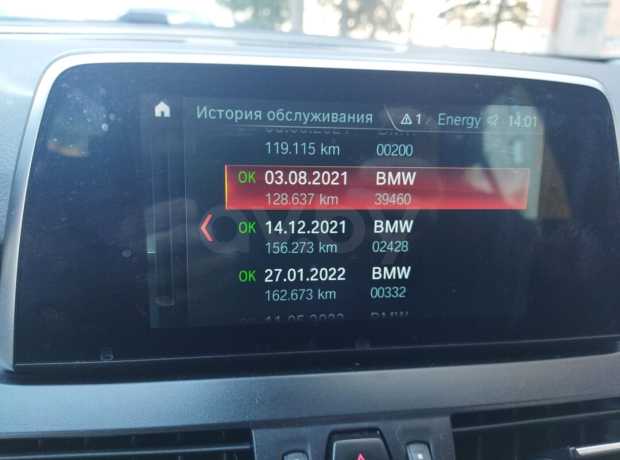 История обслуживания ⚠1 Energy 14:01
119.115 km 00200
OK 03.08.2021 BMW
128.637 km 39460
OK 14.12.2021 BMW
156.273 km 02428
OK 27.01.2022 BMW
162.673 km 00332